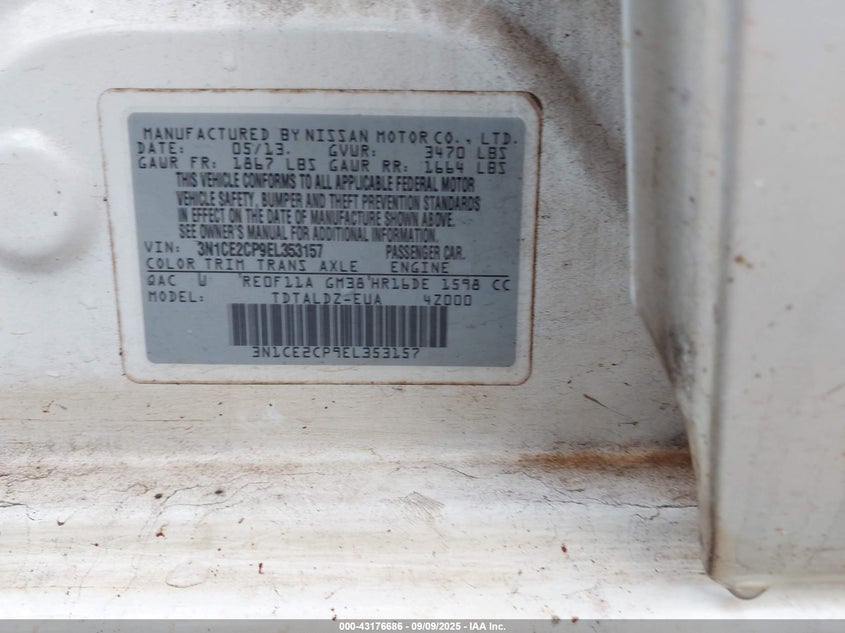 MANUFACTURED BY NISSAN MOTOR CO., LTD.
DATE: 05/13. GVWR: 3470 LBS
GAWR FR: 1867 LBS GAWR RR: 1664 LBS
THIS VEHICLE CONFORMS TO ALL APPLICABLE FEDERAL MOTOR
VEHICLE SAFETY, BUMPER AND THEFT PREVENTION STANDARDS
IN EFFECT ON THE DATE OF MANUFACTURE SHOWN ABOVE.
SEE OWNER'S MANUAL FOR ADDITIONAL INFORMATION.
VIN: 3N1CE2CP9EL353157 PASSENGER CAR.
COLOR TRIM TRANS AXLE ENGINE
QAC W RE0F11A GM38 HR16DE 1598 CC
MODEL: TDTALDZ-EUA 4Z000
3N1CE2CP9EL353157
000-43176686 - 09/09/2025 - IAA Inc.